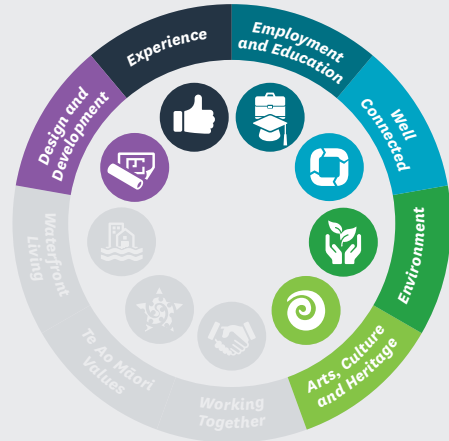 Experience
Employment
and Education
Well
Connected
Environment
Arts, Culture
and Heritage
Working
Together
Te Ao Māori
Values
Waterfront
Living
Design and
Development